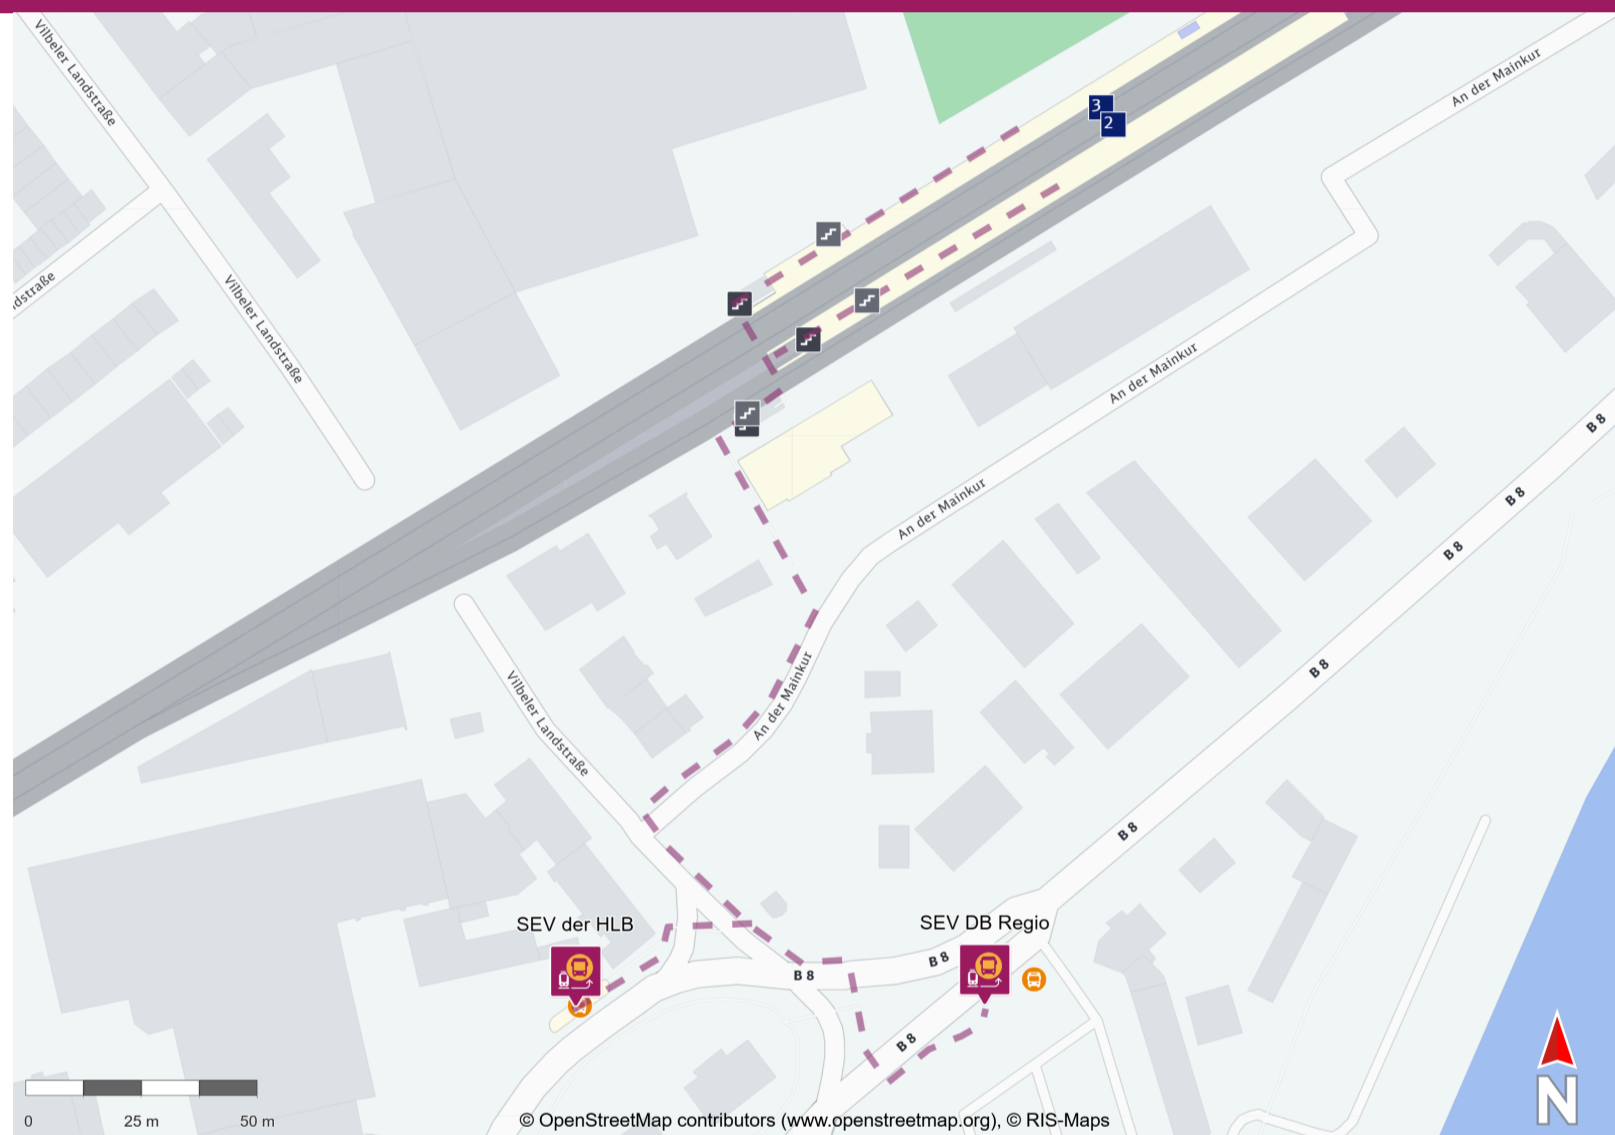 Vilbeler Landstraße
An der Mainkur
3
2
dstraße
Vilbeler Landstraße
An der Mainkur
B 8
An der Mainkur
B 8
B 8
Vilbeler Landstraße
An der Mainkur
B 8
B 8
SEV der HLB
SEV DB Regio
B 8
B 8
B 8
N
0 25 m 50 m
© OpenStreetMap contributors (www.openstreetmap.org), © RIS-Maps